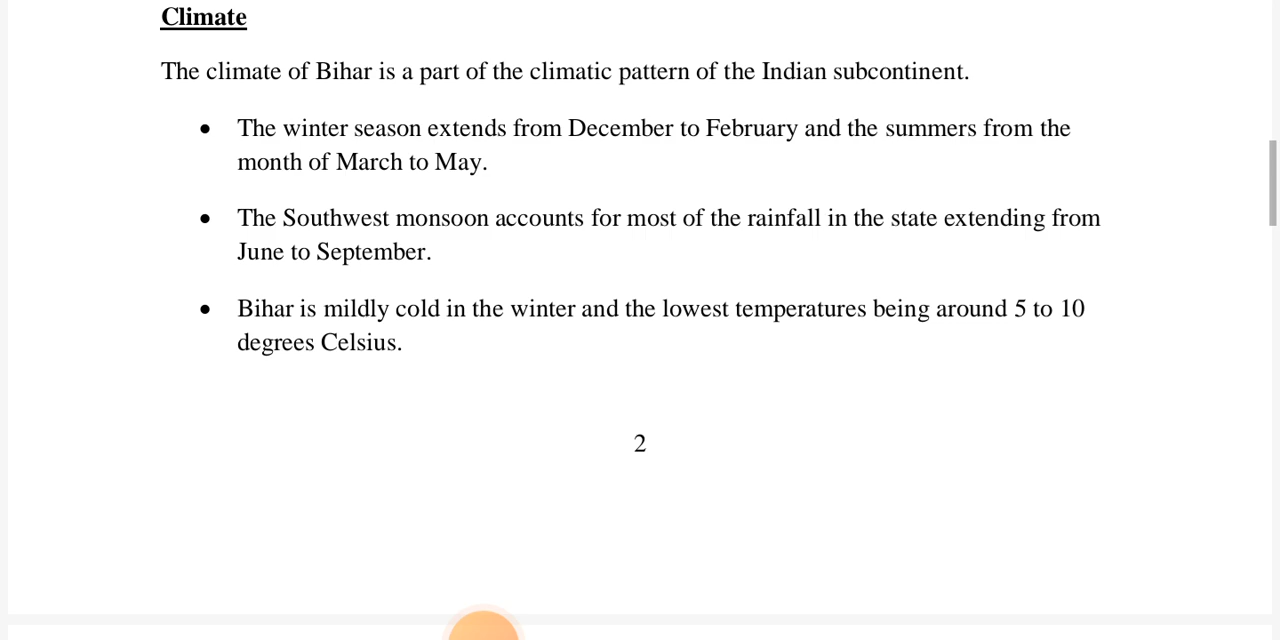 Climate
The climate of Bihar is a part of the climatic pattern of the Indian subcontinent.
• The winter season extends from December to February and the summers from the
month of March to May.
• The Southwest monsoon accounts for most of the rainfall in the state extending from
June to September.
• Bihar is mildly cold in the winter and the lowest temperatures being around 5 to 10
degrees Celsius.
2